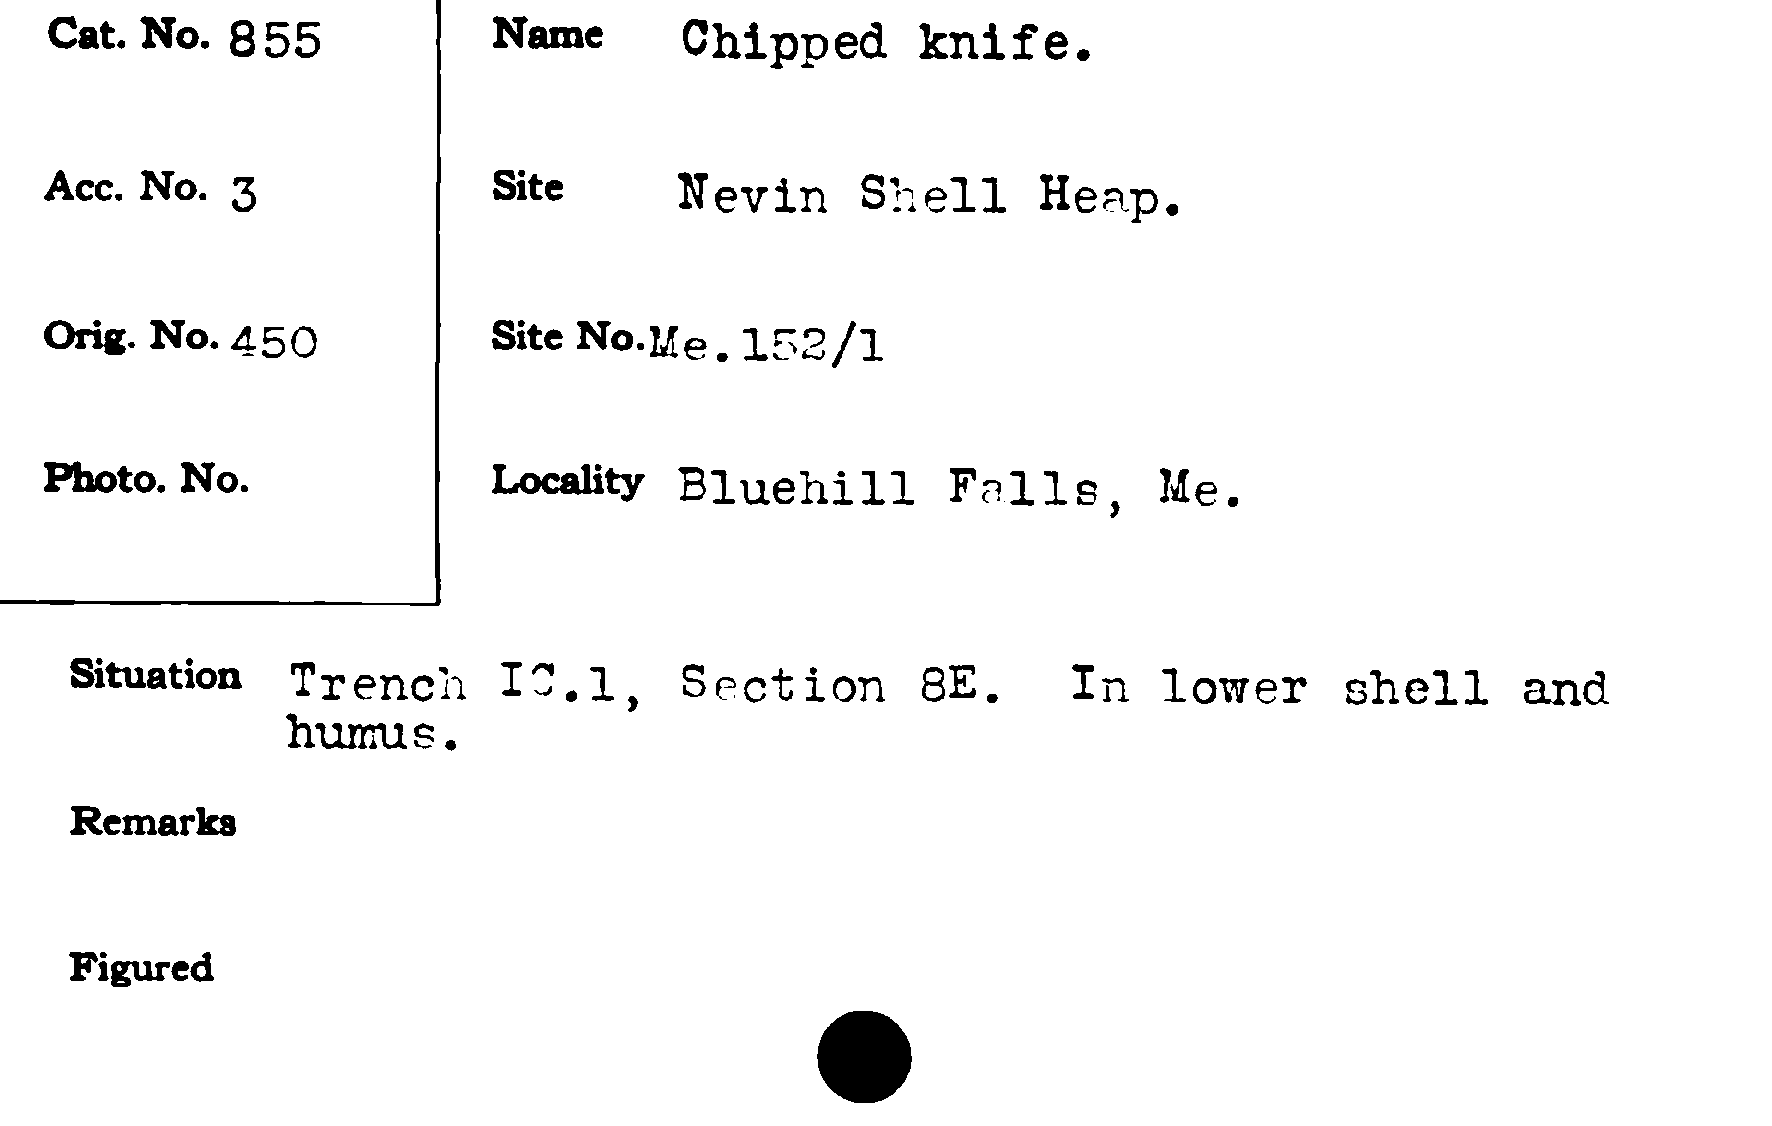 Cat. No. 855
Name Chipped knife.
Acc. No. 3
Site Nevin Shell Heap.
Orig. No. 450
Site No. Me.152/1
Photo. No.
Locality Bluehill Falls, Me.
Situation Trench IC.1, Section 8E. In lower shell and
humus.
Remarks
Figured